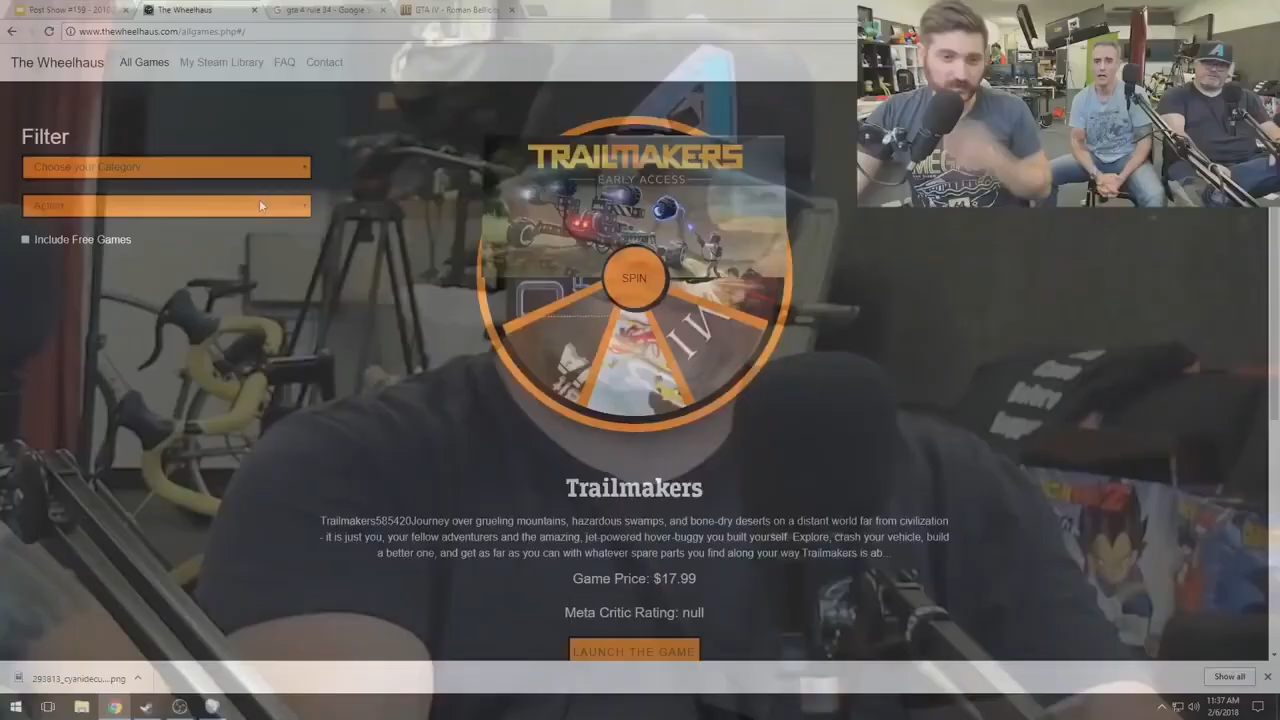 Post Show #159 - 2018
The Wheelhaus
gta 4 rule 34 - Google S
GTA IV - Roman Bellic
www.thewheelhaus.com/allgames.php#/
The Wheelhaus
All Games
My Steam Library
FAQ
Contact
Filter
Choose your Category
Action
Include Free Games
TRAILMAKERS
EARLY ACCESS
SPIN
Trailmakers
Trailmakers585420Journey over grueling mountains, hazardous swamps, and bone-dry deserts on a distant world far from civilization
- it is just you, your fellow adventurers and the amazing, jet-powered hover-buggy you built yourself. Explore, crash your vehicle, build
a better one, and get as far as you can with whatever spare parts you find along your way Trailmakers is ab...
Game Price: $17.99
Meta Critic Rating: null
LAUNCH THE GAME
293813_cyanidecu....png
Show all
11:37 AM
2/6/2018